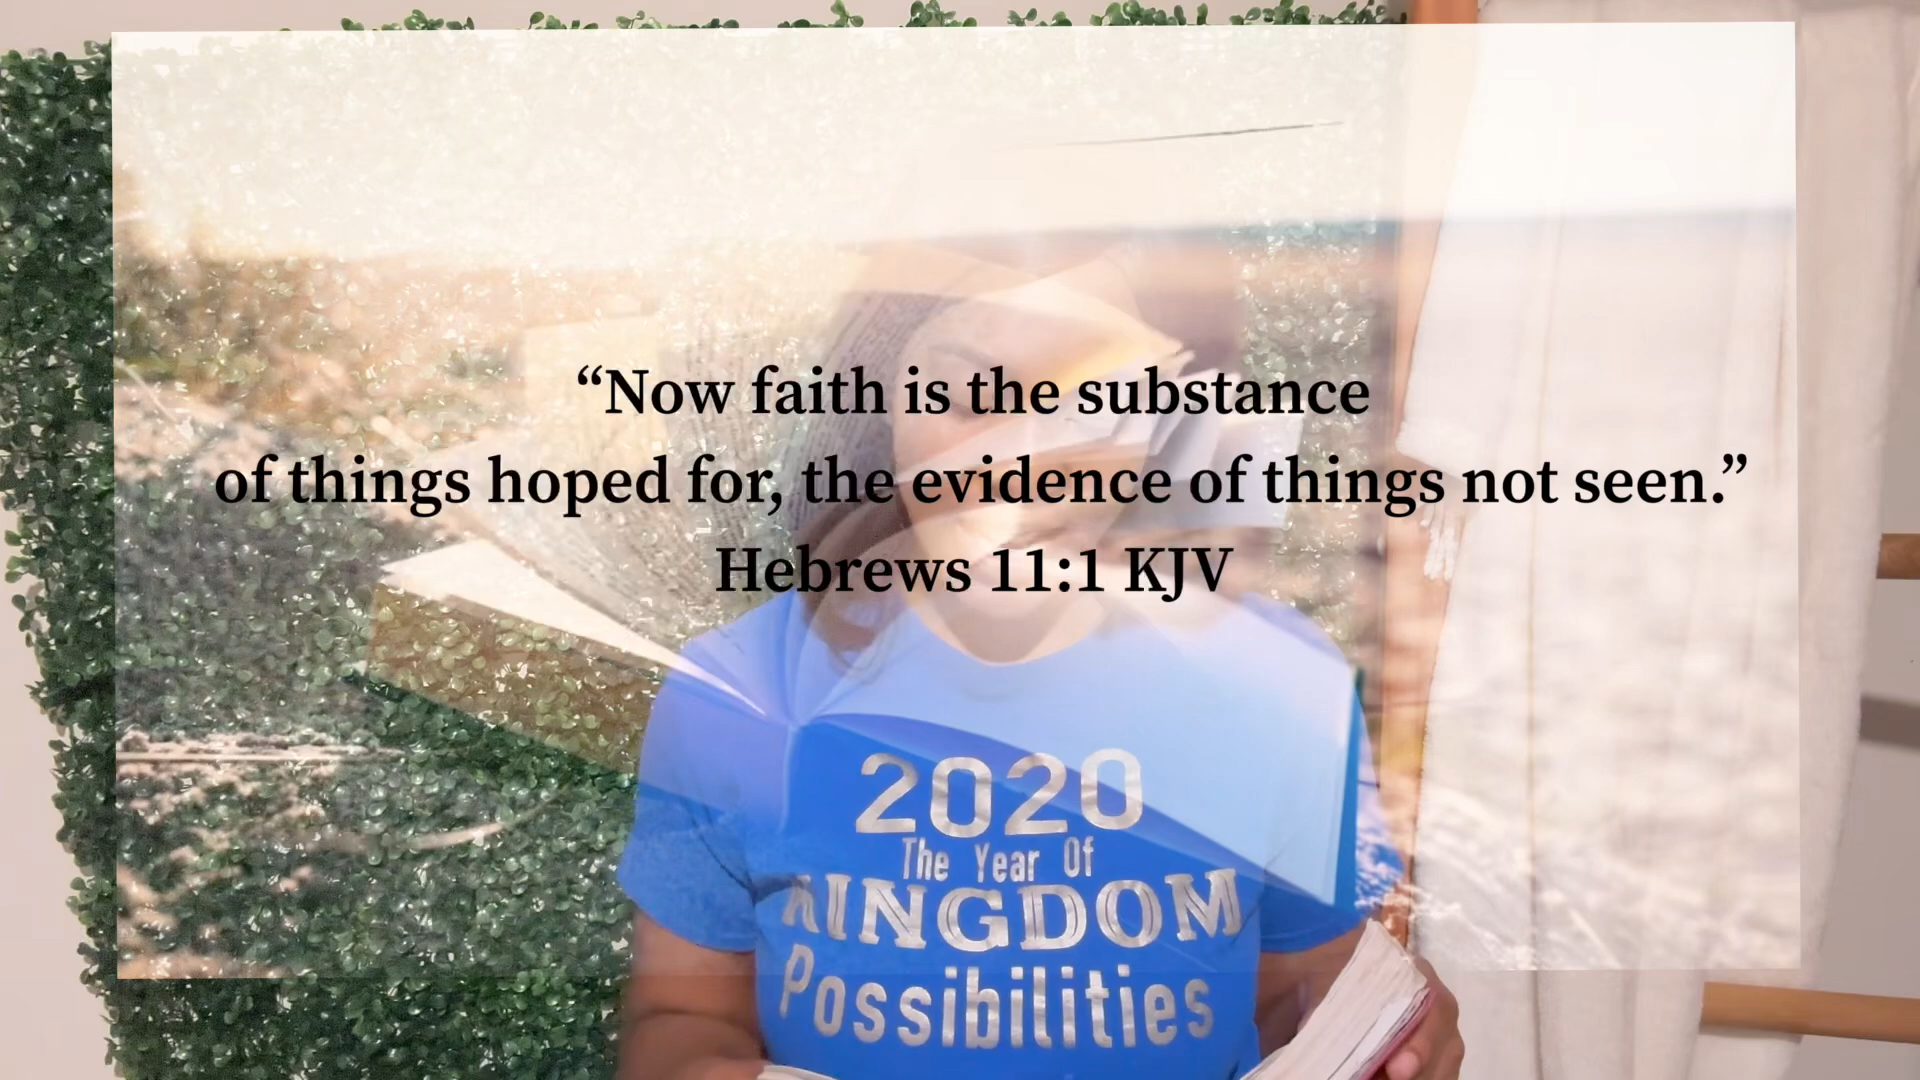 “Now faith is the substance
of things hoped for, the evidence of things not seen.”
Hebrews 11:1 KJV
2020
The Year Of
KINGDOM
Possibilities